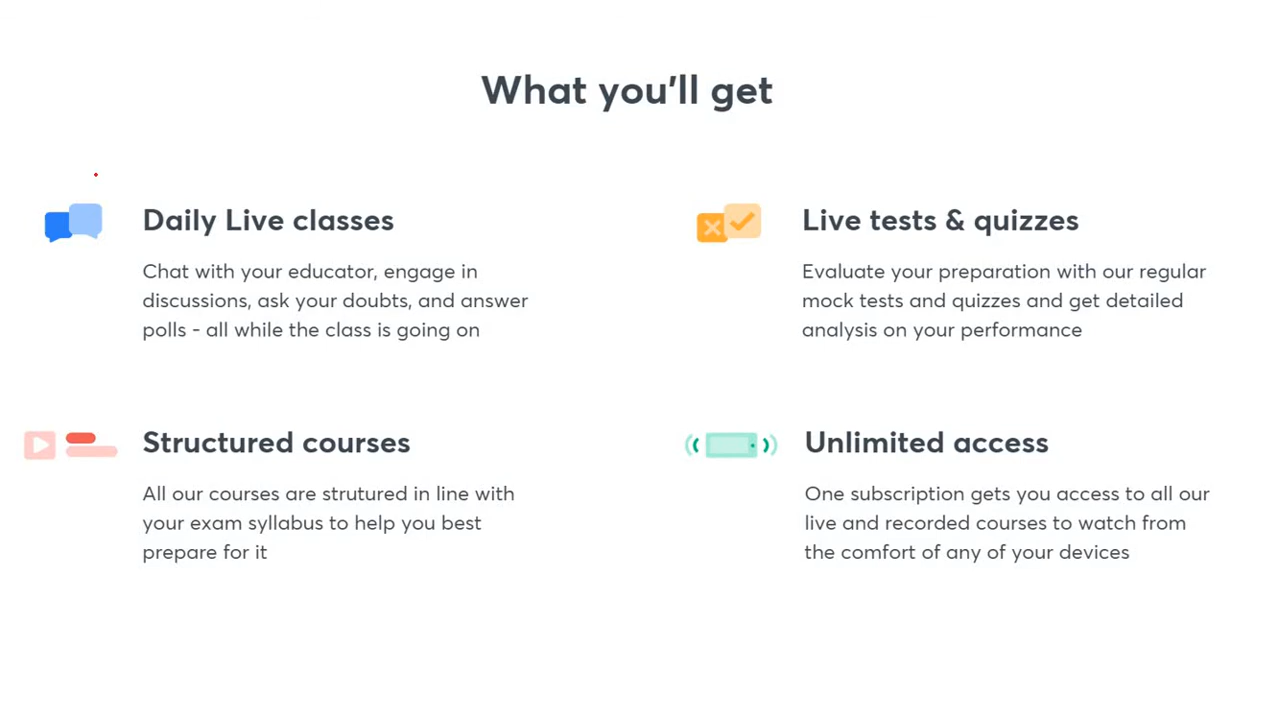 What you'll get
Daily Live classes
Chat with your educator, engage in
discussions, ask your doubts, and answer
polls - all while the class is going on
Live tests & quizzes
Evaluate your preparation with our regular
mock tests and quizzes and get detailed
analysis on your performance
Structured courses
All our courses are strutured in line with
your exam syllabus to help you best
prepare for it
Unlimited access
One subscription gets you access to all our
live and recorded courses to watch from
the comfort of any of your devices